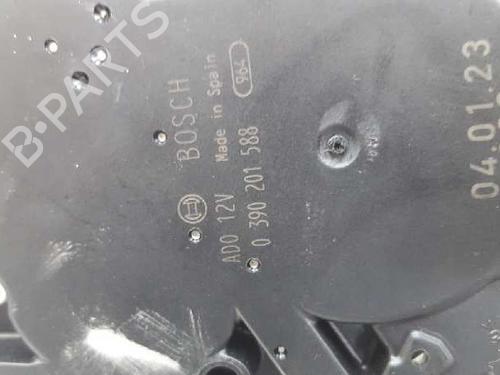 B-PARTS
BOSCH
Made in Spain
964
ADO 12V
0 390 201 588
04.01.23